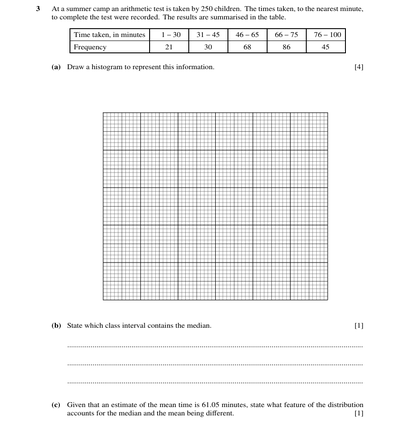 3 At a summer camp an arithmetic test is taken by 250 children. The times taken, to the nearest minute,
to complete the test were recorded. The results are summarised in the table.
Time taken, in minutes 1 – 30 31 – 45 46 – 65 66 – 75 76 – 100
Frequency 21 30 68 86 45
(a) Draw a histogram to represent this information. [4]
(b) State which class interval contains the median. [1]
(c) Given that an estimate of the mean time is 61.05 minutes, state what feature of the distribution
accounts for the median and the mean being different. [1]